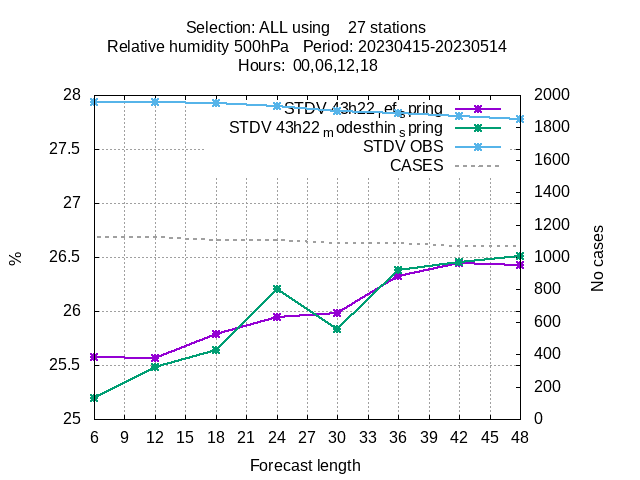 Selection: ALL using 27 stations
Relative humidity 500hPa Period: 20230415-20230514
Hours: 00,06,12,18
28
27.5
27
26.5
26
25.5
25
%
STDV 43h22 ref_spring
STDV 43h22_modesthin_spring
STDV OBS
CASES
2000
1800
1600
1400
1200
1000
800
600
400
200
0
No cases
6 9 12 15 18 21 24 27 30 33 36 39 42 45 48
Forecast length